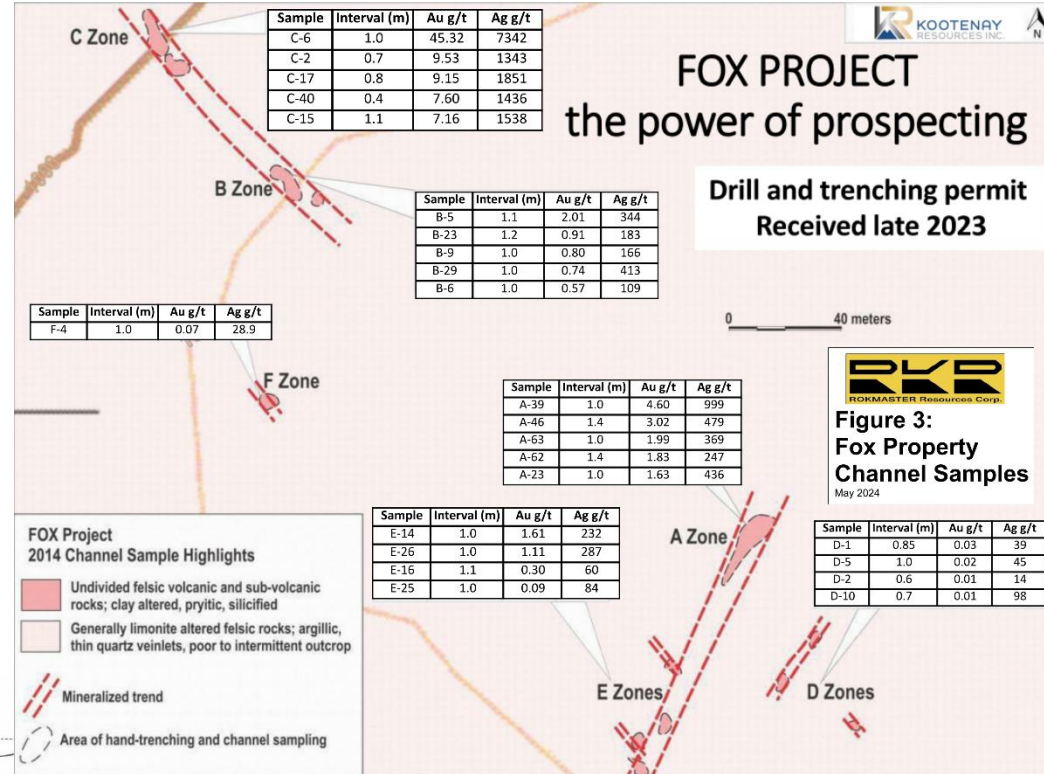 KOOTENAY
RESOURCES INC.
N
FOX PROJECT
the power of prospecting
Drill and trenching permit
Received late 2023
C Zone
Sample Interval (m) Au g/t Ag g/t
C-6 1.0 45.32 7342
C-2 0.7 9.53 1343
C-17 0.8 9.15 1851
C-40 0.4 7.60 1436
C-15 1.1 7.16 1538
B Zone
Sample Interval (m) Au g/t Ag g/t
B-5 1.1 2.01 344
B-23 1.2 0.91 183
B-9 1.0 0.80 166
B-29 1.0 0.74 413
B-6 1.0 0.57 109
Sample Interval (m) Au g/t Ag g/t
F-4 1.0 0.07 28.9
F Zone
0 40 meters
RKR
ROKMASTER Resources Corp.
Figure 3:
Fox Property
Channel Samples
May 2024
Sample Interval (m) Au g/t Ag g/t
A-39 1.0 4.60 999
A-46 1.4 3.02 479
A-63 1.0 1.99 369
A-62 1.4 1.83 247
A-23 1.0 1.63 436
A Zone
Sample Interval (m) Au g/t Ag g/t
E-14 1.0 1.61 232
E-26 1.0 1.11 287
E-16 1.1 0.30 60
E-25 1.0 0.09 84
E Zones
Sample Interval (m) Au g/t Ag g/t
D-1 0.85 0.03 39
D-5 1.0 0.02 45
D-2 0.6 0.01 14
D-10 0.7 0.01 98
D Zones
FOX Project
2014 Channel Sample Highlights
Undivided felsic volcanic and sub-volcanic
rocks; clay altered, pryitic, silicified
Generally limonite altered felsic rocks; argillic,
thin quartz veinlets, poor to intermittent outcrop
Mineralized trend
Area of hand-trenching and channel sampling